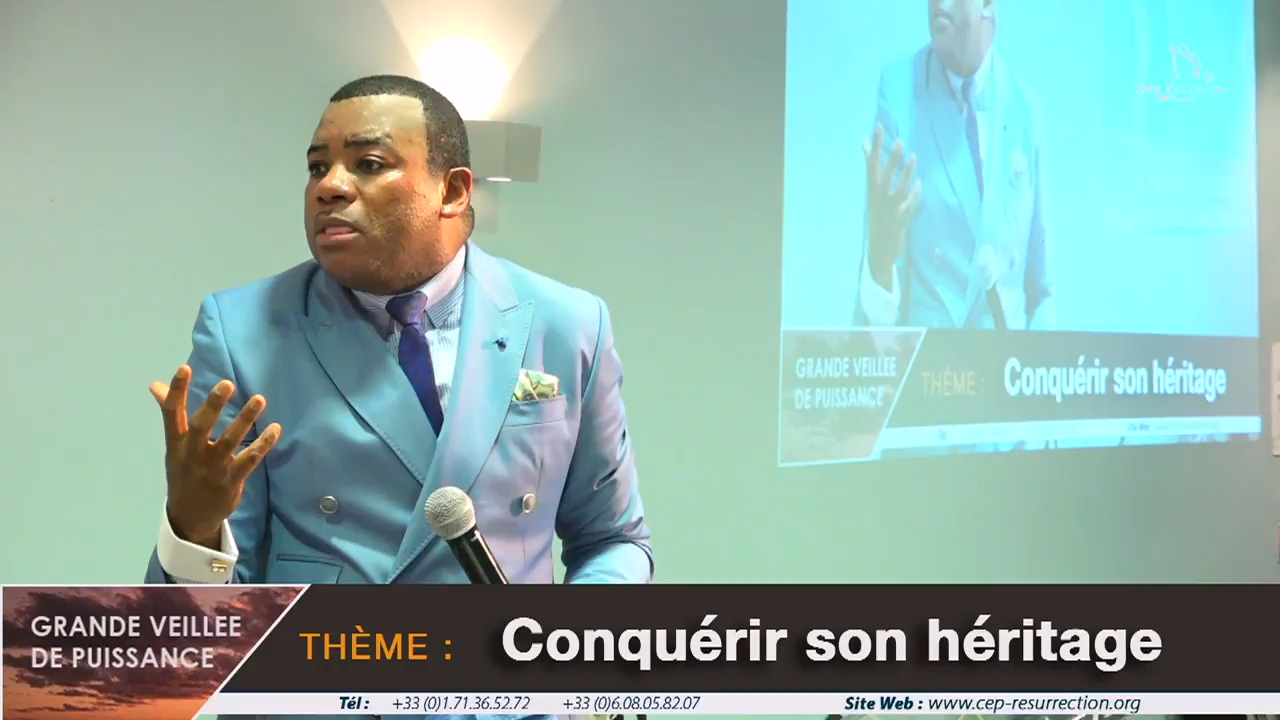 GRANDE VEILLEE
DE PUISSANCE
THÈME :
Conquérir son héritage
GRANDE VEILLEE
DE PUISSANCE
THÈME : Conquérir son héritage
Tél : +33 (0)1.71.36.52.72 +33 (0)6.08.05.82.07 Site Web : www.cep-resurrection.org